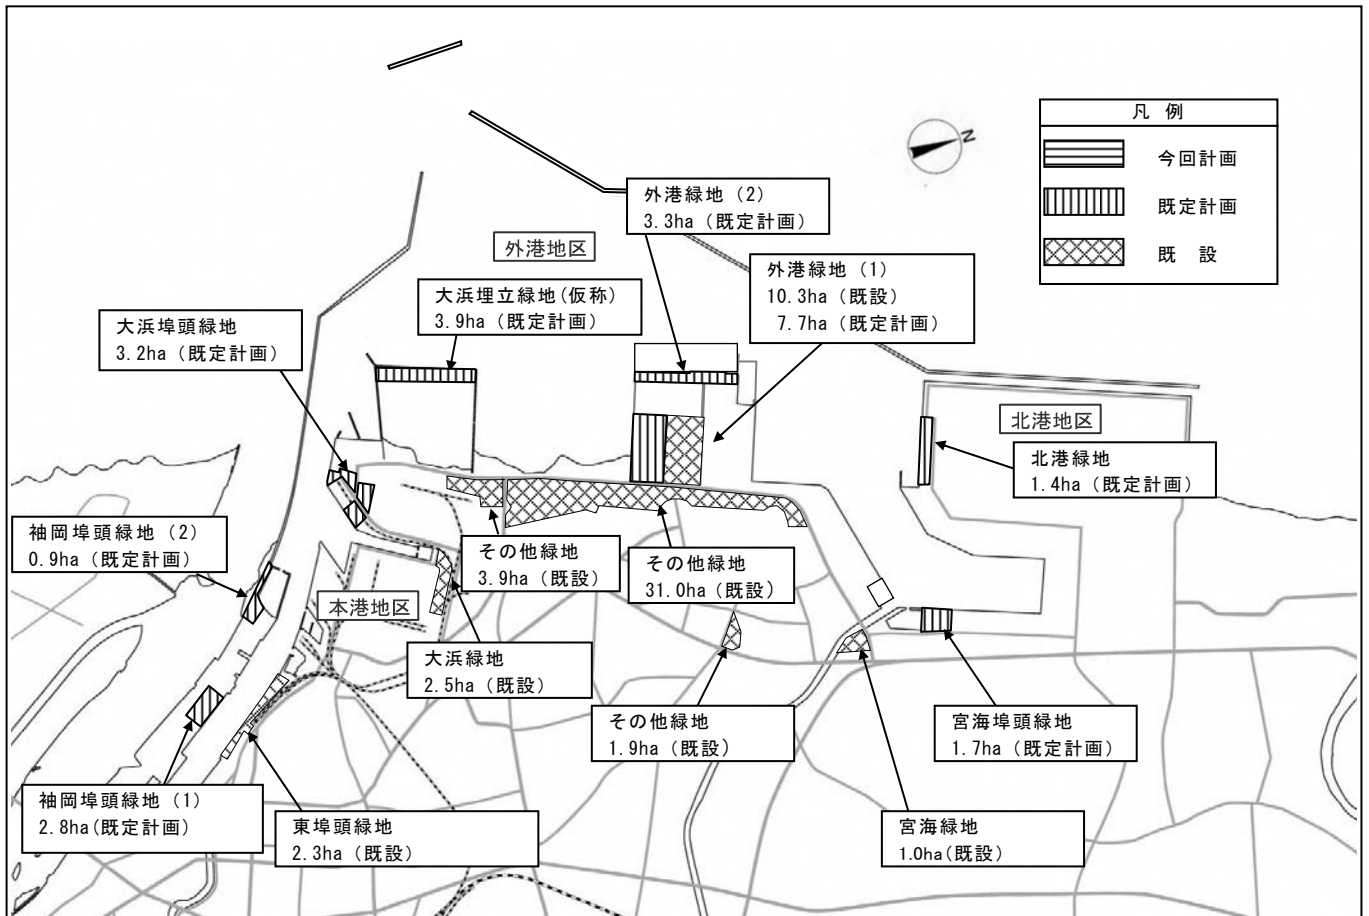 凡 例
今回計画
既定計画
既 設
N
外港緑地（2）
3.3ha（既定計画）
外港地区
外港緑地（1）
10.3ha（既設）
7.7ha（既定計画）
大浜埋立緑地(仮称)
3.9ha（既定計画）
大浜埠頭緑地
3.2ha（既定計画）
北港地区
北港緑地
1.4ha（既定計画）
袖岡埠頭緑地（2）
0.9ha（既定計画）
その他緑地
3.9ha（既設）
その他緑地
31.0ha（既設）
本港地区
大浜緑地
2.5ha（既設）
その他緑地
1.9ha（既設）
宮海埠頭緑地
1.7ha（既定計画）
袖岡埠頭緑地（1）
2.8ha(既定計画）
東埠頭緑地
2.3ha（既設）
宮海緑地
1.0ha(既設）